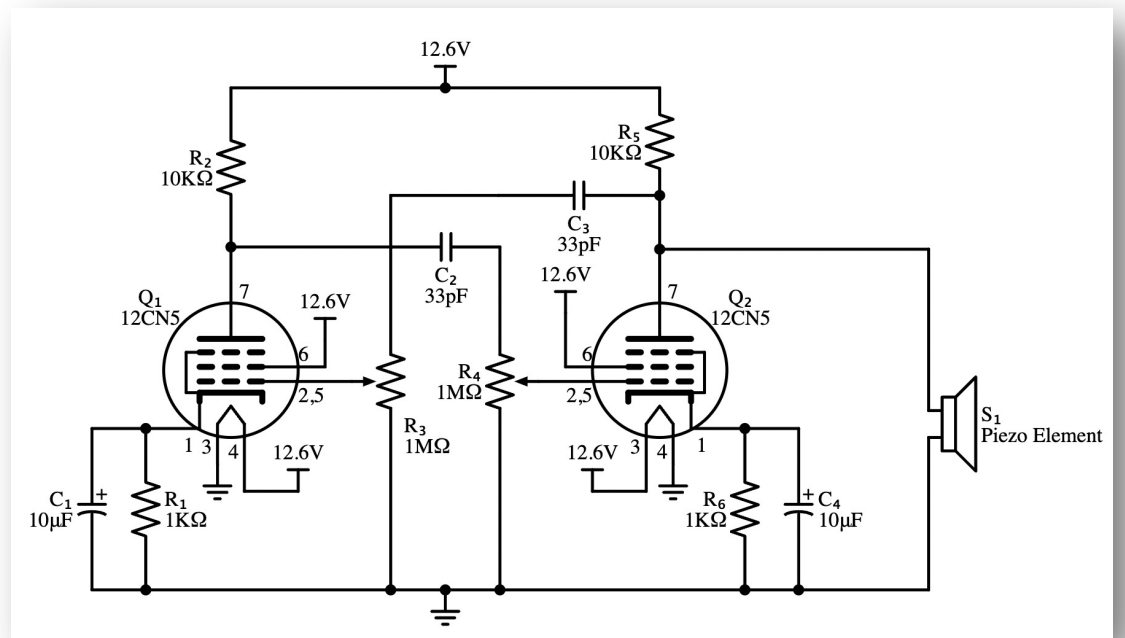 12.6V
R₂
10KΩ
R₅
10KΩ
C₃
33pF
C₂
33pF
Q₁
12CN5
7
12.6V
6
2,5
1
3
4
12.6V
R₃
1MΩ
R₄
1MΩ
12.6V
7
Q₂
12CN5
6
2,5
12.6V
3
4
1
C₁
10µF
+
R₁
1KΩ
R₆
1KΩ
+
C₄
10µF
S₁
Piezo Element